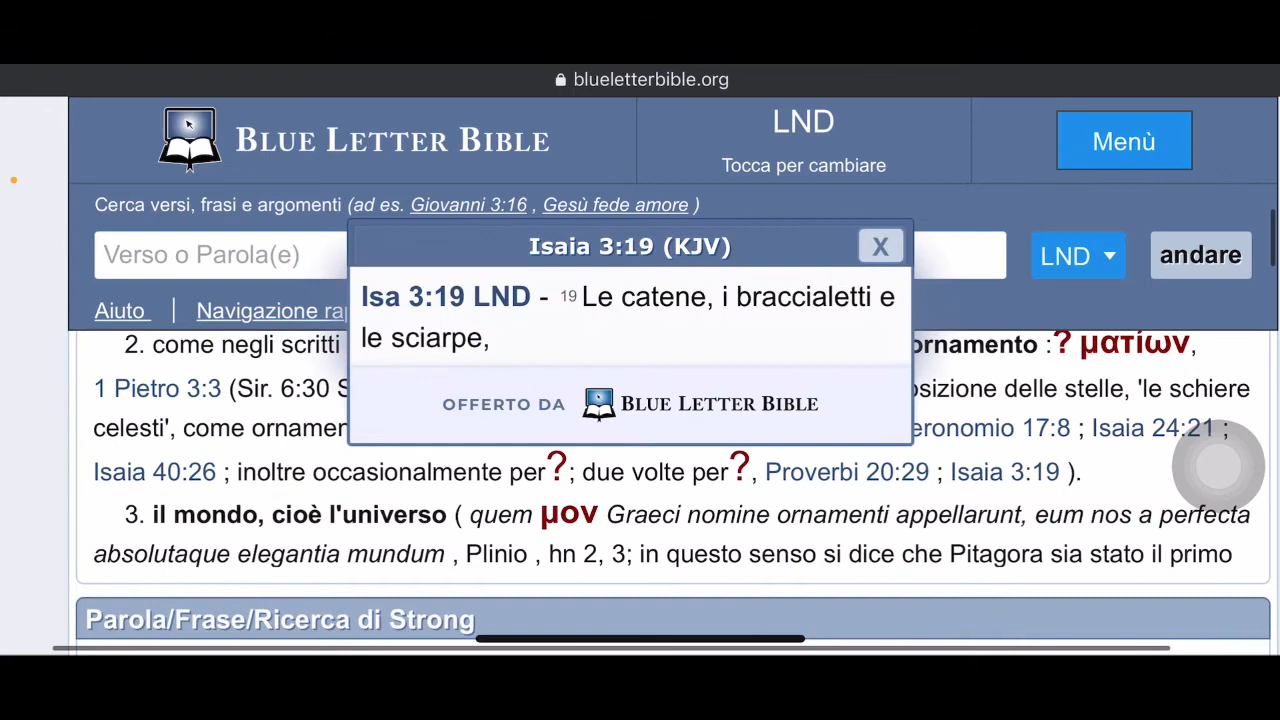 blueletterbible.org
BLUE LETTER BIBLE
LND
Tocca per cambiare
Menù
Cerca versi, frasi e argomenti (ad es. Giovanni 3:16 , Gesù fede amore )
Verso o Parola(e)
LND
andare
Aiuto | Navigazione ra
Isaia 3:19 (KJV)
X
Isa 3:19 LND - 19 Le catene, i braccialetti e
le sciarpe,
OFFERTO DA BLUE LETTER BIBLE
2. come negli scritti ornamento :? ματίων,
1 Pietro 3:3 (Sir. 6:30 posizione delle stelle, 'le schiere
celesti', come ornamen 17:8 ; Isaia 24:21 ;
Isaia 40:26 ; inoltre occasionalmente per?; due volte per?, Proverbi 20:29 ; Isaia 3:19 ).
3. il mondo, cioè l'universo ( quem μον Graeci nomine ornamenti appellarunt, eum nos a perfecta
absolutaque elegantia mundum , Plinio , hn 2, 3; in questo senso si dice che Pitagora sia stato il primo
Parola/Frase/Ricerca di Strong